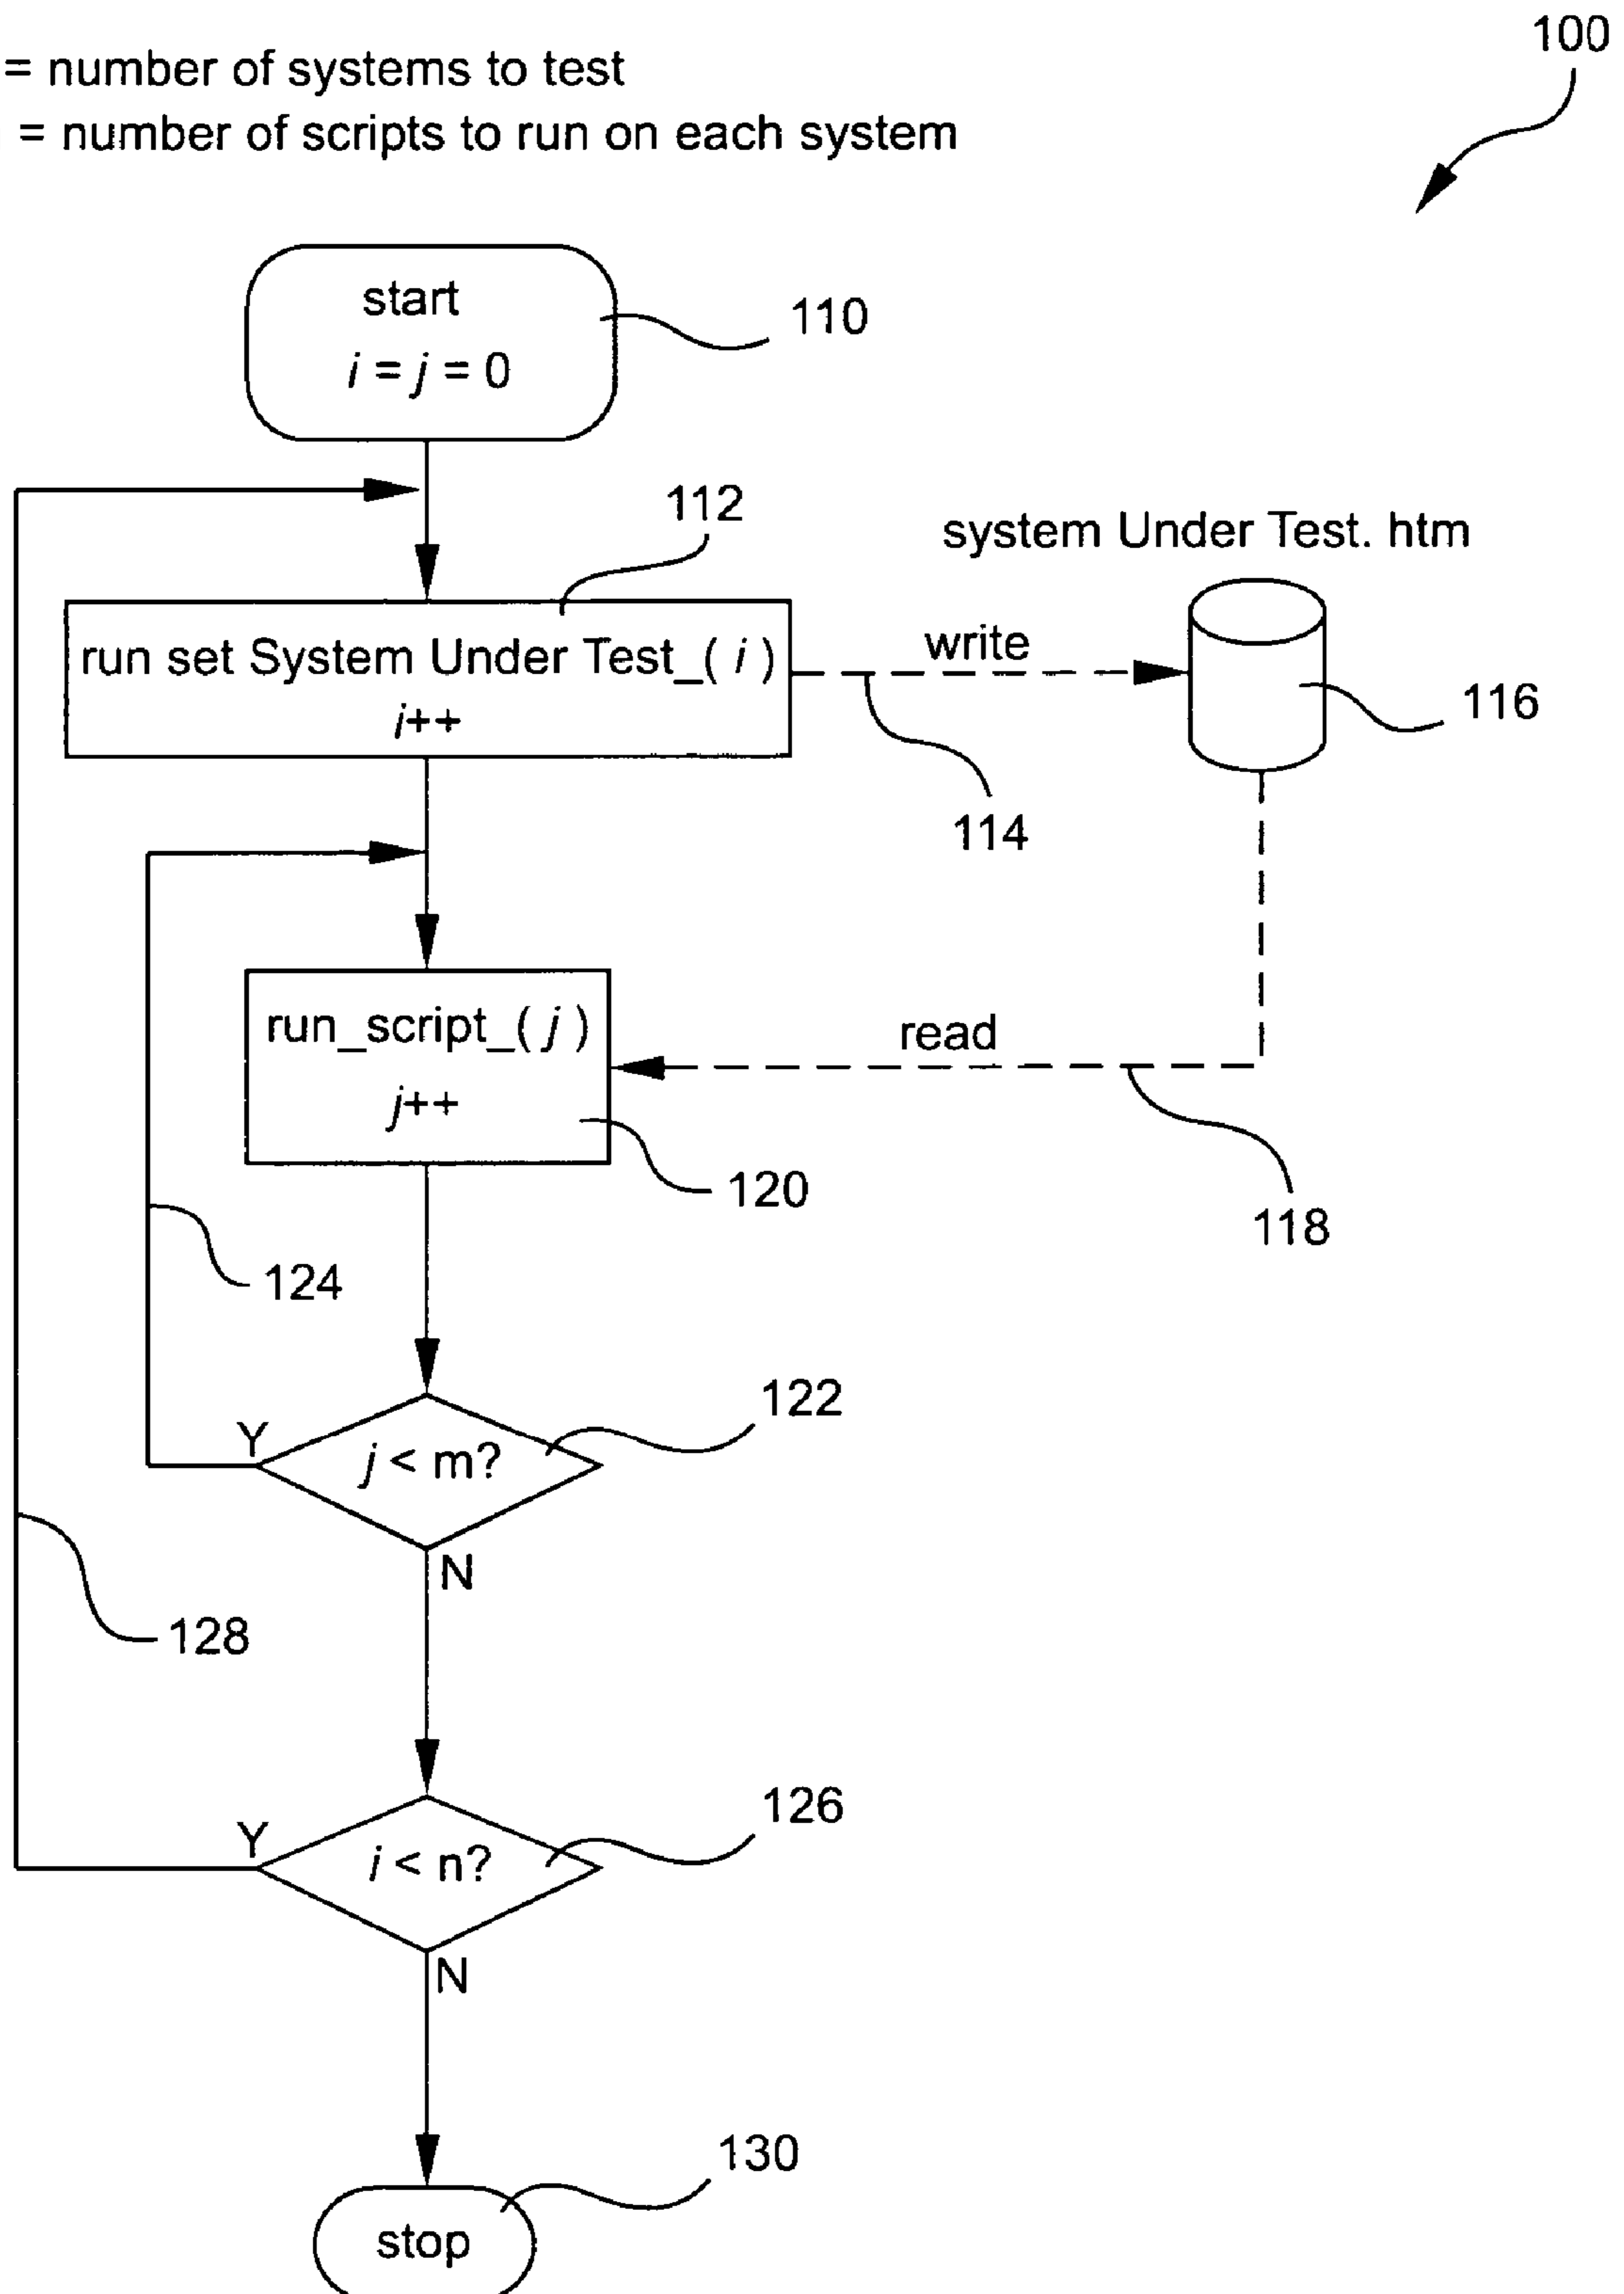 = number of systems to test
= number of scripts to run on each system
100
start
i = j = 0
110
112
system Under Test. htm
run set System Under Test_( i )
i++
write
116
114
run_script_( j )
j++
read
120
118
124
122
Y
j < m?
N
128
126
Y
i < n?
N
130
stop